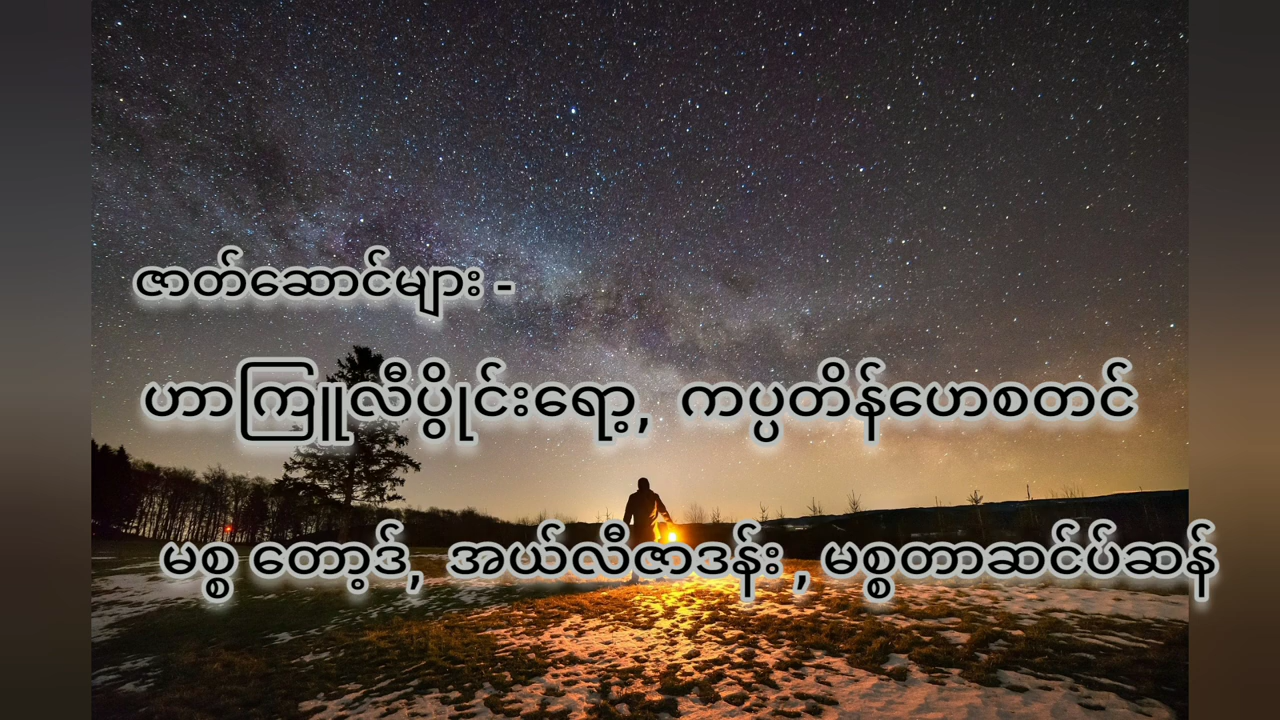 ဇာတ်ဆောင်များ -
ဟာကြူလီပွိုင်းရော့, ကပ္ပတိန်ဟေစတင်
မစ္စ တော့ဒ်, အယ်လီဇာဒန်း , မစ္စတာဆင်ပ်ဆန်